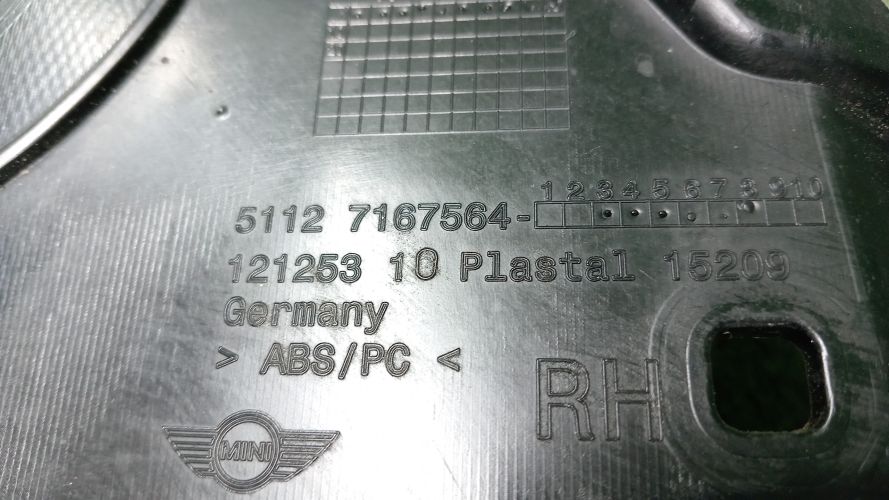 1 2 3 4 5 6 7 8 9 10
5112 7167564-
121253 10 Plastal 15209
Germany
> ABS/PC <
RH
MINI